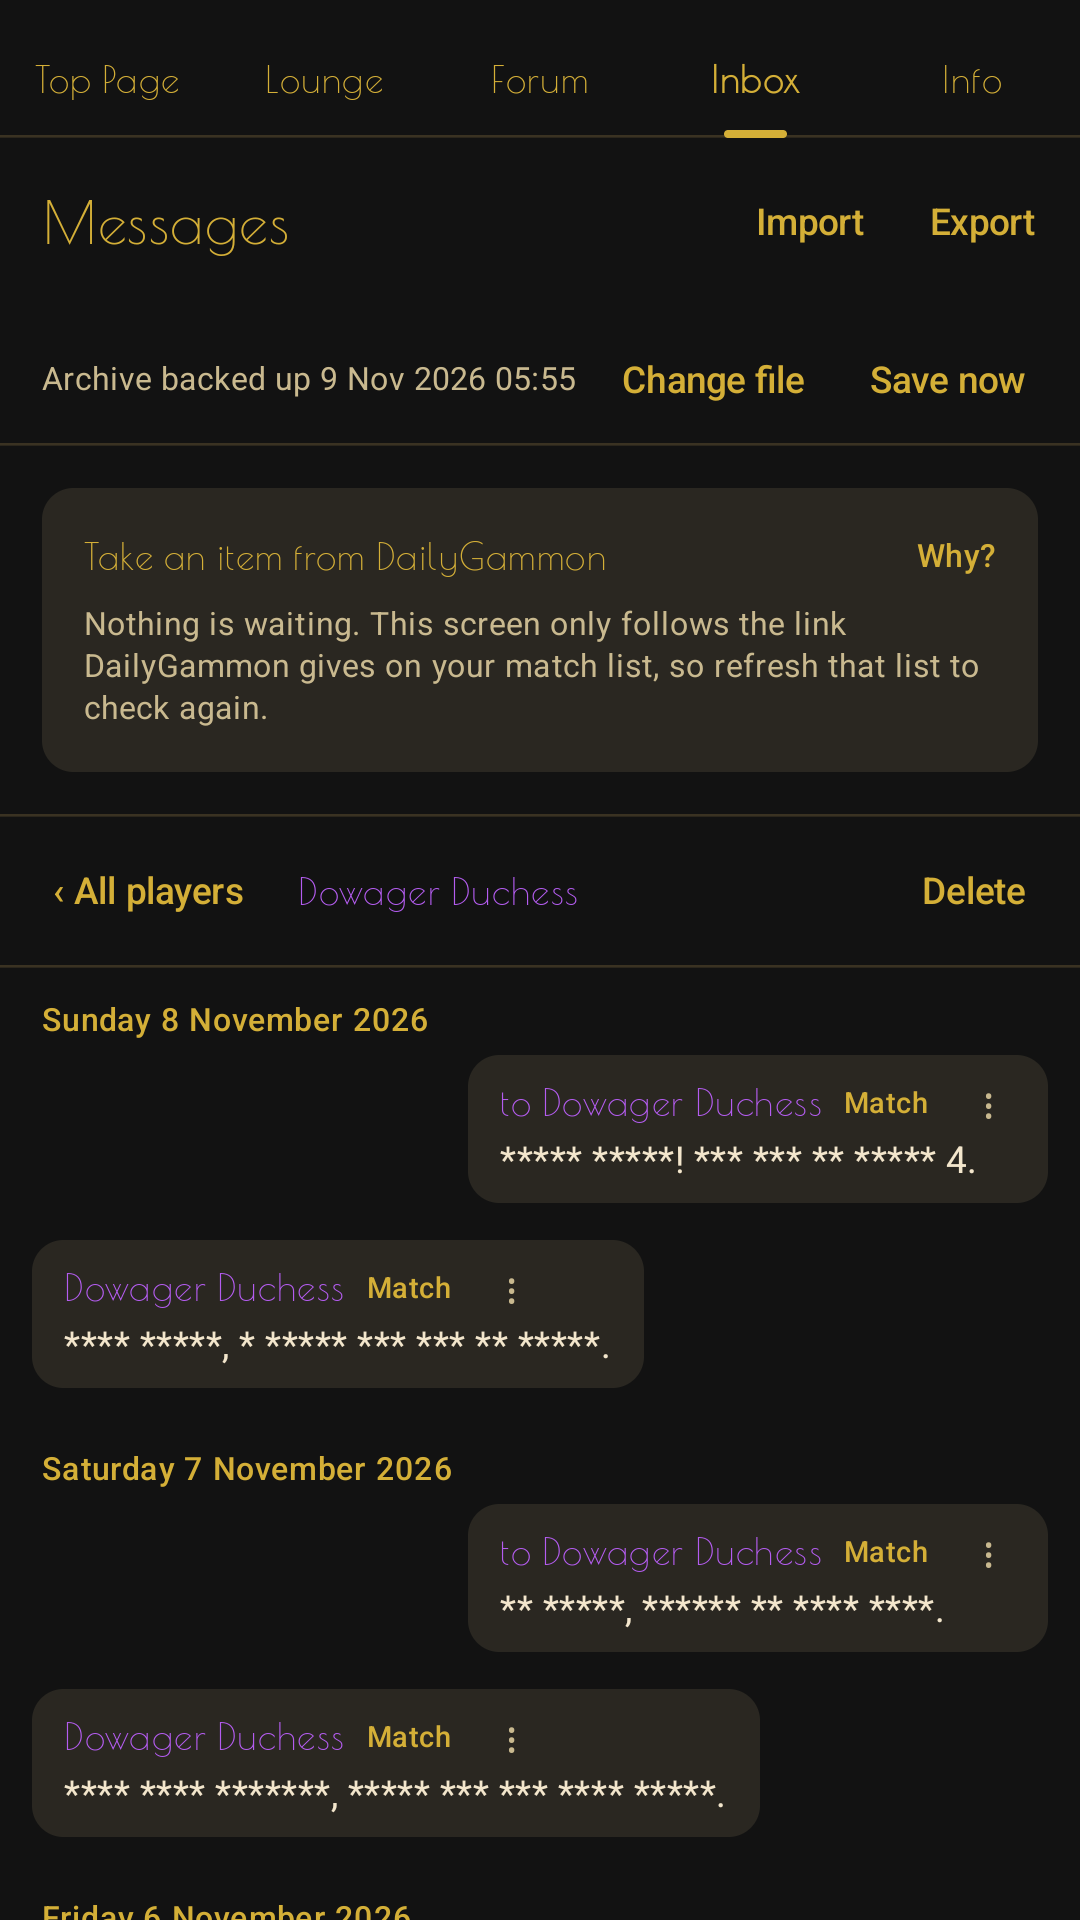 Top Page Lounge Forum Inbox Info
Messages Import Export
Archive backed up 9 Nov 2026 05:55 Change file Save now
Take an item from DailyGammon Why?
Nothing is waiting. This screen only follows the link
DailyGammon gives on your match list, so refresh that list to
check again.
‹ All players Dowager Duchess Delete
Sunday 8 November 2026
to Dowager Duchess Match
***** *****! *** *** ** ***** 4.
Dowager Duchess Match
**** *****, * ***** *** *** ** *****.
Saturday 7 November 2026
to Dowager Duchess Match
** *****, ****** ** **** ****.
Dowager Duchess Match
**** **** *******, ***** *** *** **** *****.
Friday 6 November 2026